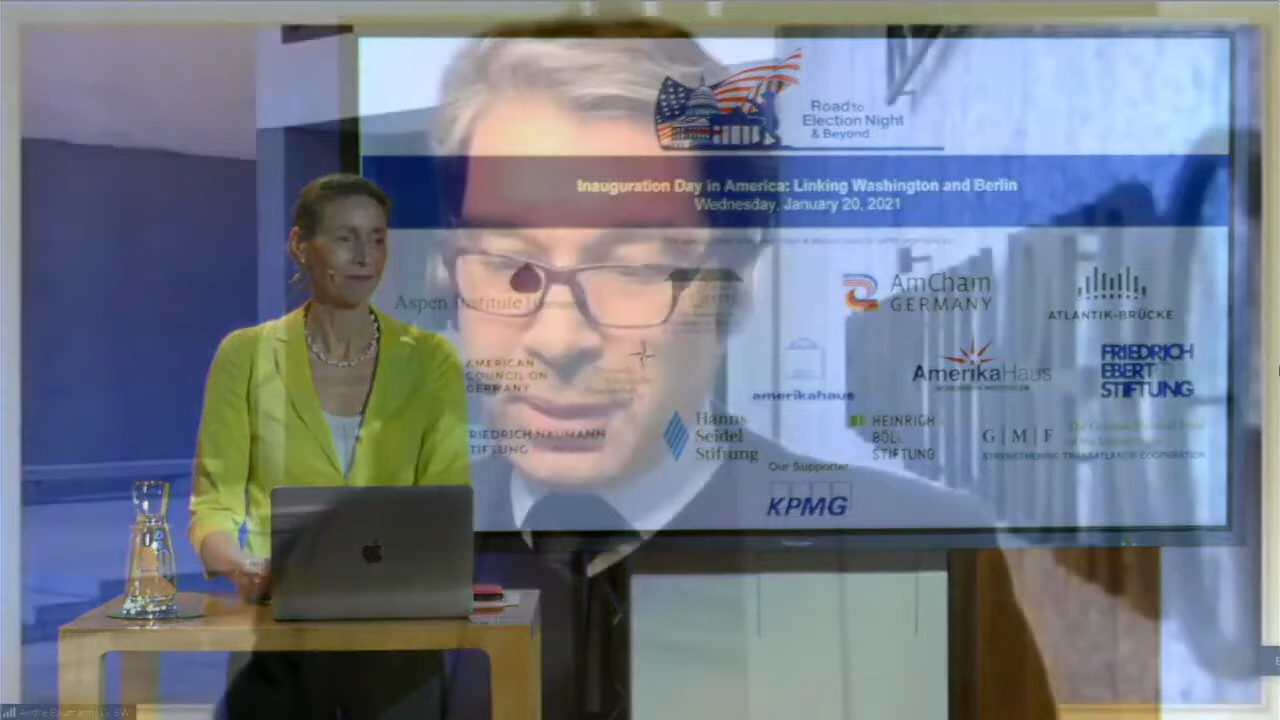 Road to
Election Night
& Beyond
Inauguration Day in America: Linking Washington and Berlin
Wednesday, January 20, 2021
Aspen Institute
AmCham
GERMANY
ATLANTIK-BRÜCKE
AMERICAN
COUNCIL ON
GERMANY
amerikahaus
AmerikaHaus
FRIEDRICH
EBERT
STIFTUNG
FRIEDRICH NAUMANN
STIFTUNG
Hanns
Seidel
Stiftung
HEINRICH
BÖLL
STIFTUNG
G|M|F
STRENGTHENING TRANSATLANTIC COOPERATION
Our Supporter
KPMG